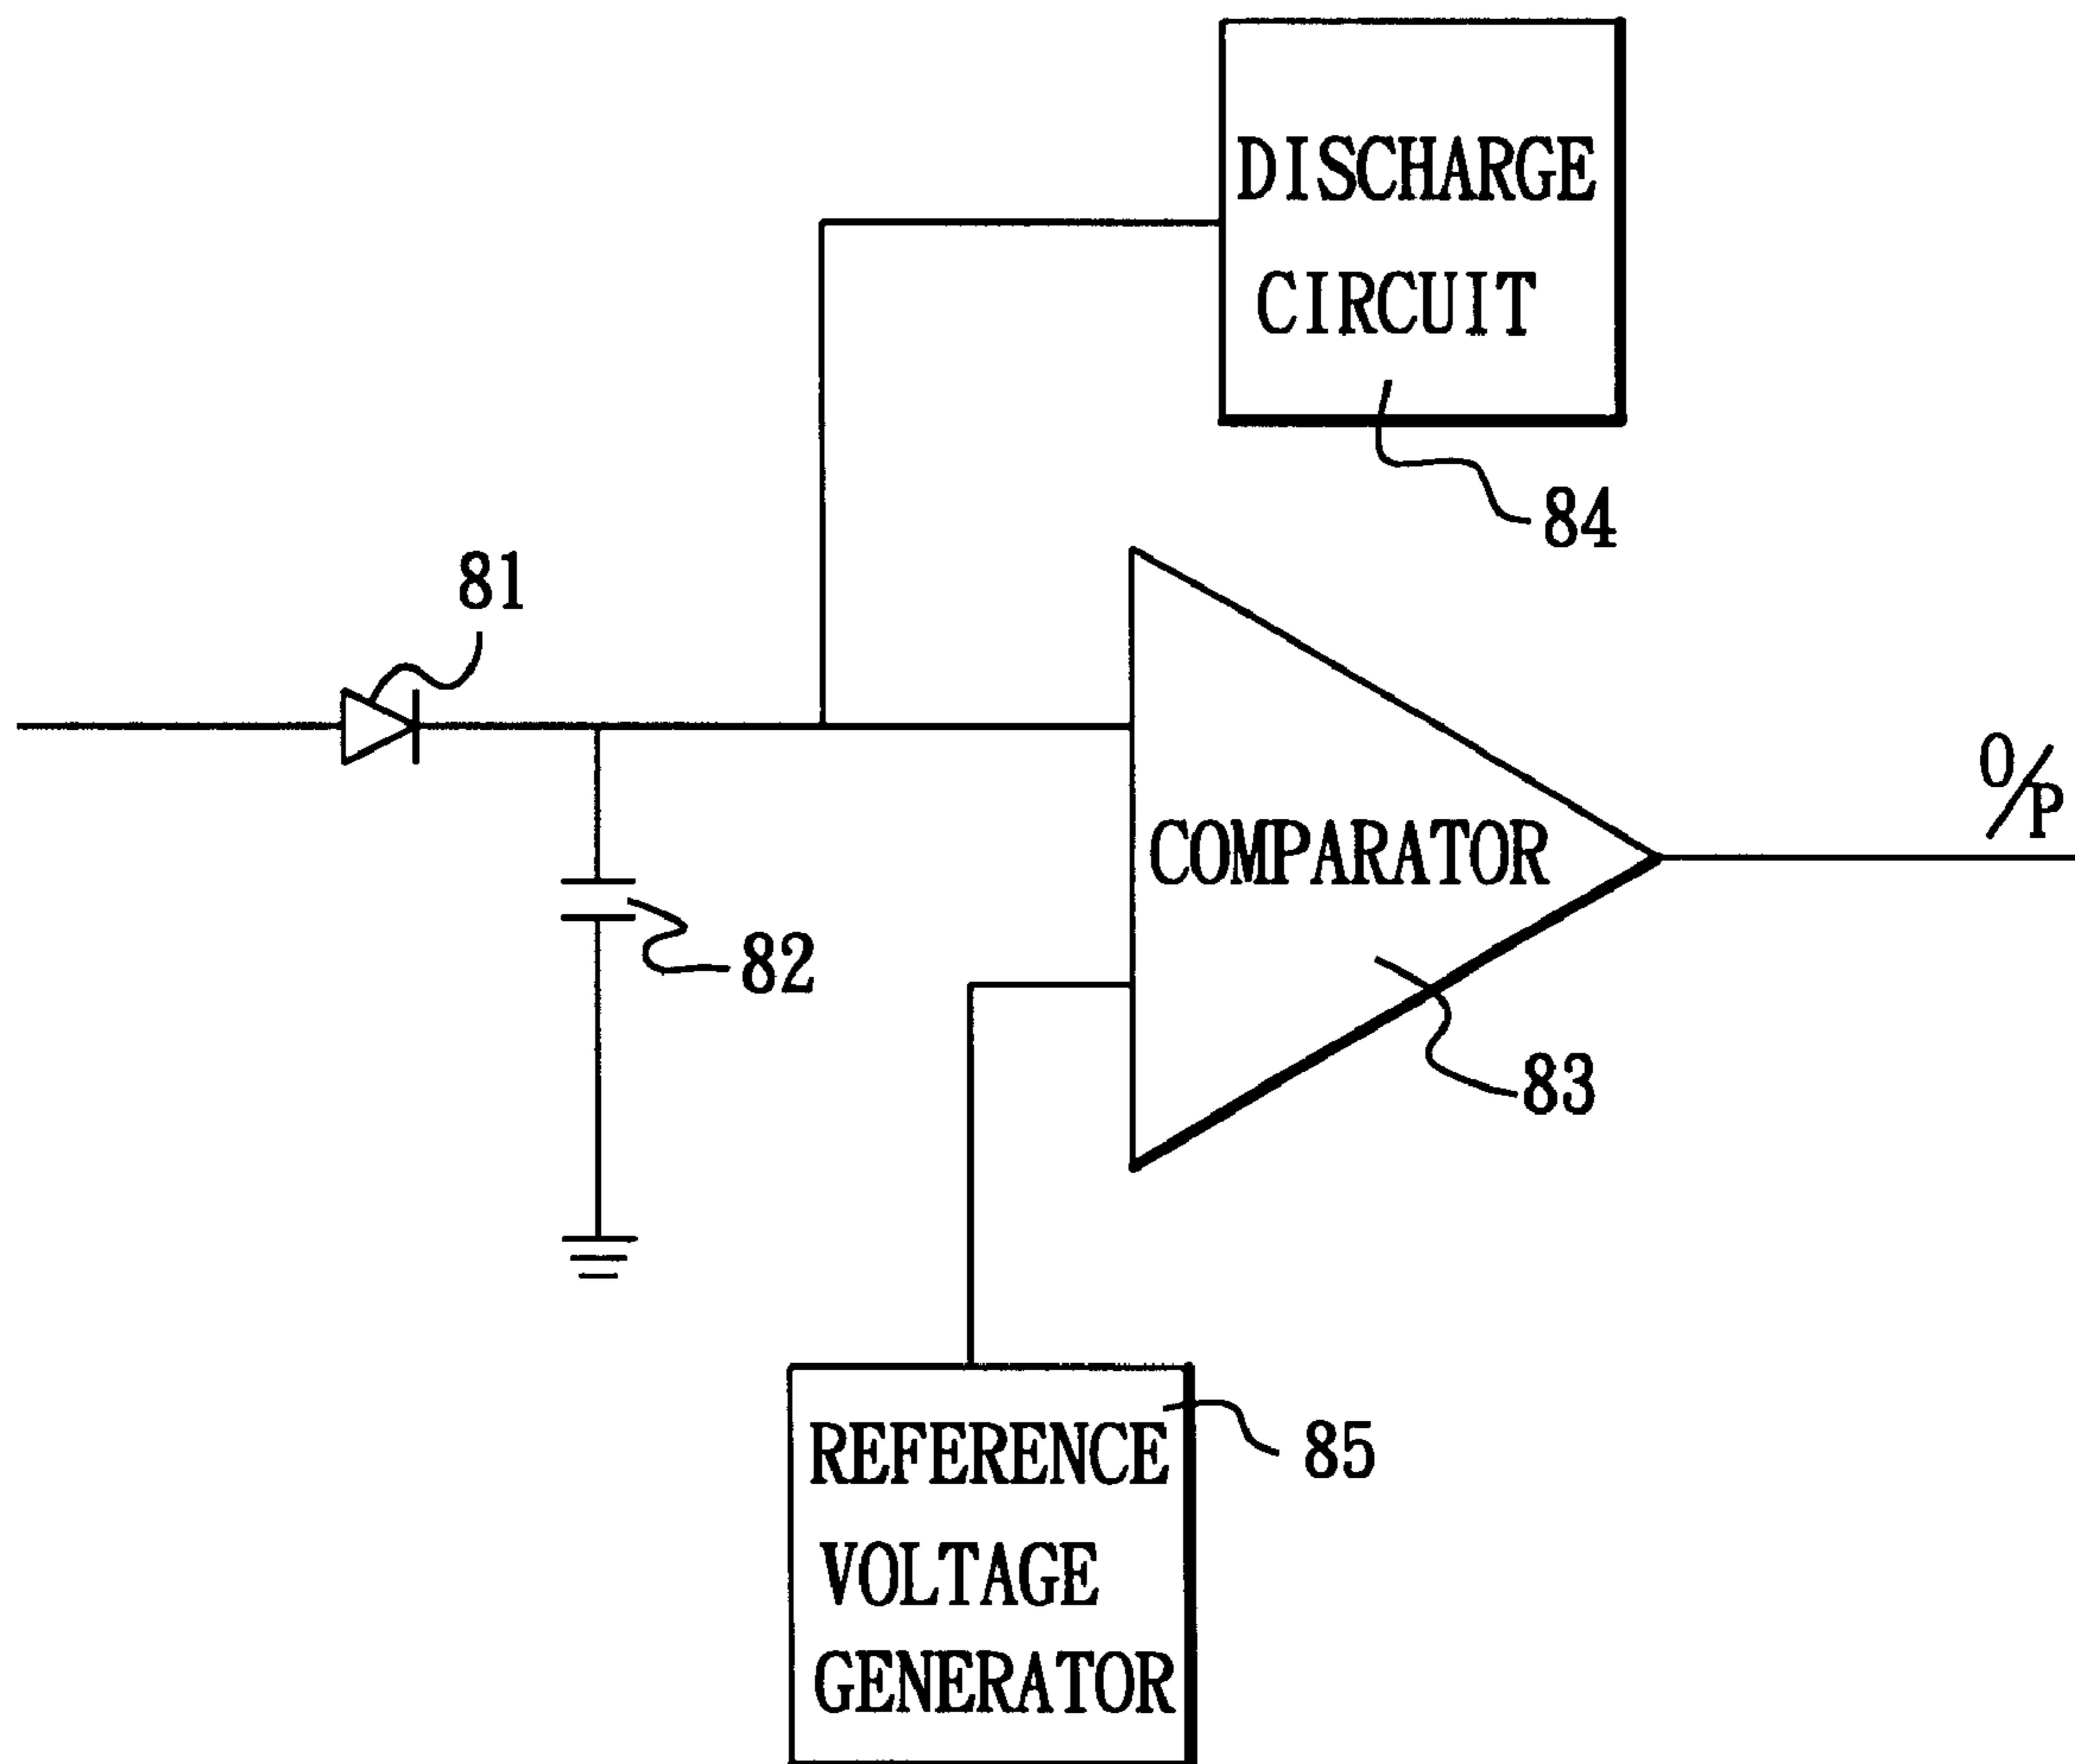 DISCHARGE
CIRCUIT
84
81
O/P
COMPARATOR
82
83
REFERENCE
85
VOLTAGE
GENERATOR